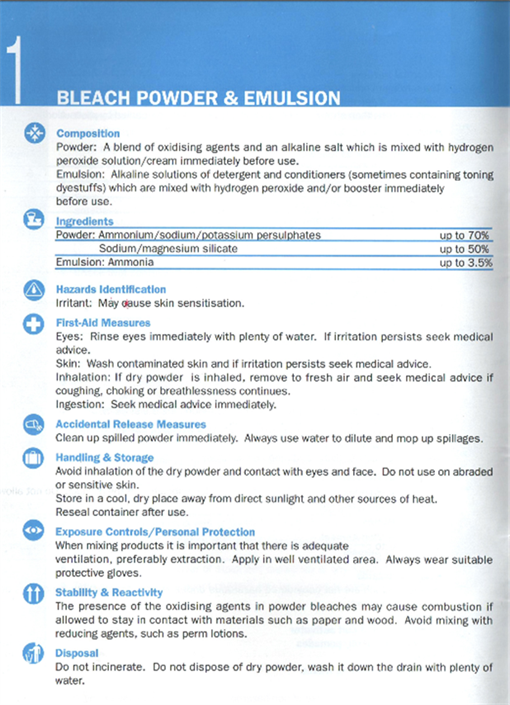 1
BLEACH POWDER & EMULSION
Composition
Powder: A blend of oxidising agents and an alkaline salt which is mixed with hydrogen
peroxide solution/cream immediately before use.
Emulsion: Alkaline solutions of detergent and conditioners (sometimes containing toning
dyestuffs) which are mixed with hydrogen peroxide and/or booster immediately
before use.
Ingredients
Powder: Ammonium/sodium/potassium persulphates up to 70%
Sodium/magnesium silicate up to 50%
Emulsion: Ammonia up to 3.5%
Hazards Identification
Irritant: May cause skin sensitisation.
First-Aid Measures
Eyes: Rinse eyes immediately with plenty of water. If irritation persists seek medical
advice.
Skin: Wash contaminated skin and if irritation persists seek medical advice.
Inhalation: If dry powder is inhaled, remove to fresh air and seek medical advice if
coughing, choking or breathlessness continues.
Ingestion: Seek medical advice immediately.
Accidental Release Measures
Clean up spilled powder immediately. Always use water to dilute and mop up spillages.
Handling & Storage
Avoid inhalation of the dry powder and contact with eyes and face. Do not use on abraded
or sensitive skin.
Store in a cool, dry place away from direct sunlight and other sources of heat.
Reseal container after use.
Exposure Controls/Personal Protection
When mixing products it is important that there is adequate
ventilation, preferably extraction. Apply in well ventilated area. Always wear suitable
protective gloves.
Stability & Reactivity
The presence of the oxidising agents in powder bleaches may cause combustion if
allowed to stay in contact with materials such as paper and wood. Avoid mixing with
reducing agents, such as perm lotions.
Disposal
Do not incinerate. Do not dispose of dry powder, wash it down the drain with plenty of
water.